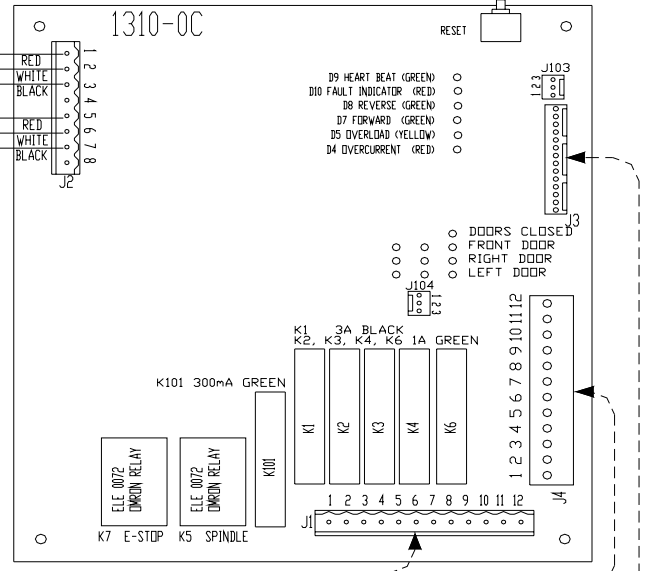 1310-0C
RESET
RED
WHITE
BLACK
RED
WHITE
BLACK
1 2 3 4 5 6 7 8
J2
D9 HEART BEAT (GREEN)
D10 FAULT INDICATOR (RED)
D8 REVERSE (GREEN)
D7 FORWARD (GREEN)
D5 OVERLOAD (YELLOW)
D4 OVERCURRENT (RED)
J103
1 2 3
J3
DOORS CLOSED
FRONT DOOR
RIGHT DOOR
LEFT DOOR
J104
1 2 3
K1 3A BLACK
K2, K3, K4, K6 1A GREEN
K101 300mA GREEN
K1
K2
K3
K4
K6
K101
1 2 3 4 5 6 7 8 9 10 11 12
J4
ELE 0072
OMRON RELAY
ELE 0072
OMRON RELAY
K7 E-STOP
K5 SPINDLE
1 2 3 4 5 6 7 8 9 10 11 12
J1